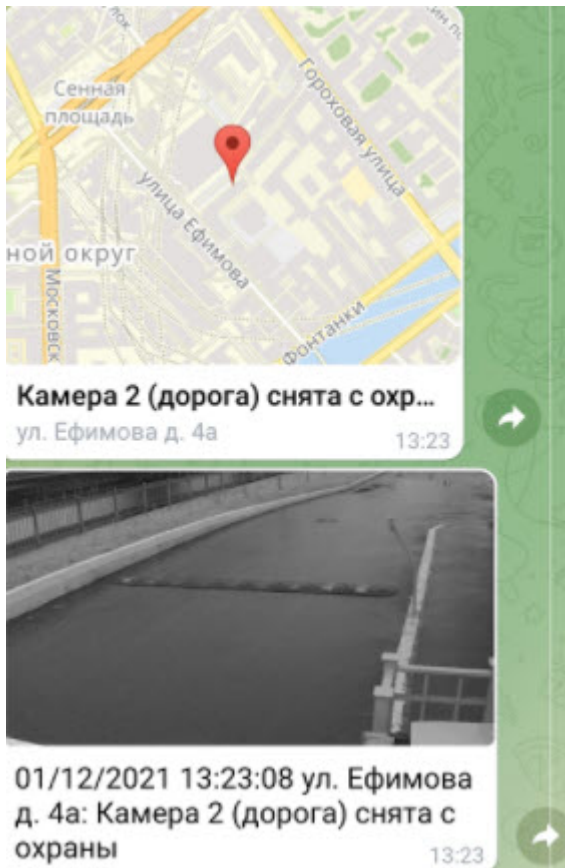 Сенная
площадь
Гороховая улица
улица Ефимова
ной округ
Московск
Фонтанки
Камера 2 (дорога) снята с охр...
ул. Ефимова д. 4а
13:23
01/12/2021 13:23:08 ул. Ефимова
д. 4а: Камера 2 (дорога) снята с
охраны
13:23